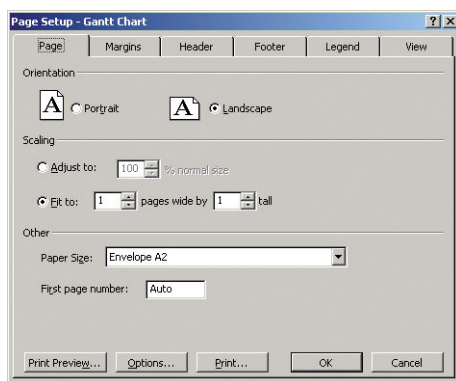 Page Setup - Gantt Chart ? x
Page Margins Header Footer Legend View
Orientation
A Portrait A Landscape
Scaling
Adjust to: 100 % normal size
Fit to: 1 pages wide by 1 tall
Other
Paper Size: Envelope A2
First page number: Auto
Print Preview... Options... Print... OK Cancel